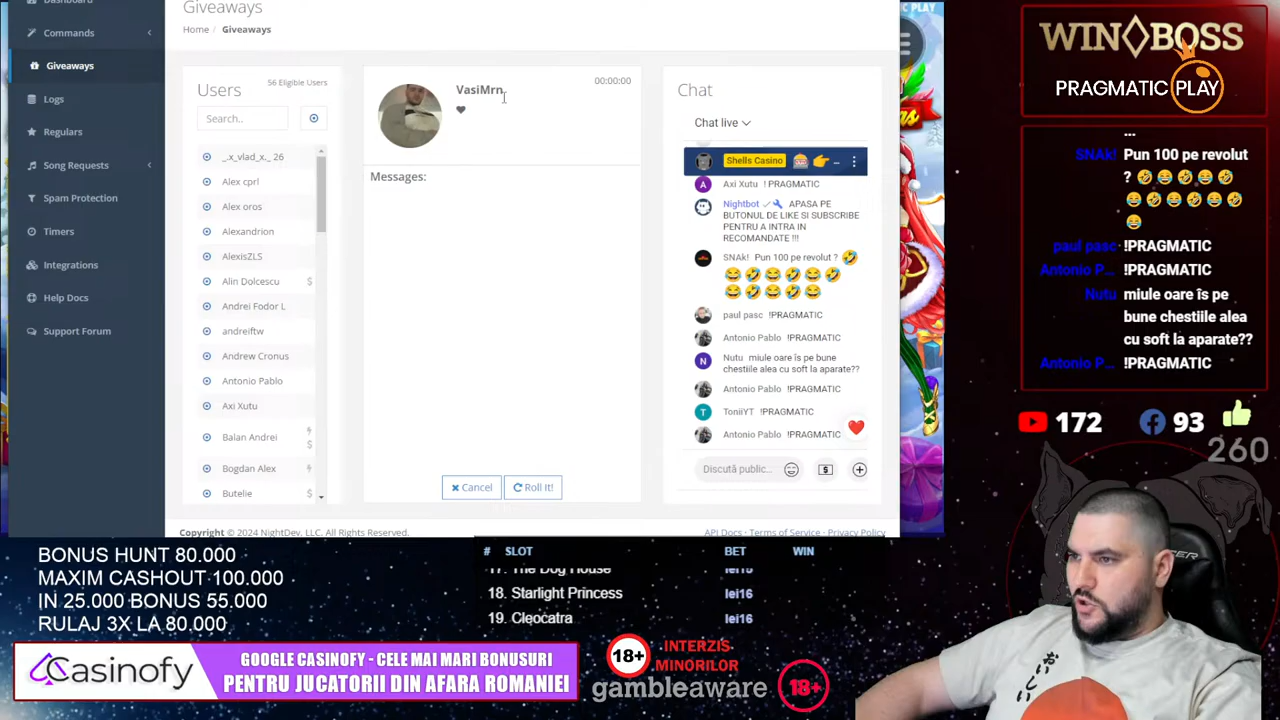 Giveaways
Home / Giveaways
Dashboard
Commands
Giveaways
Logs
Regulars
Song Requests
Spam Protection
Timers
Integrations
Help Docs
Support Forum
Users
56 Eligible Users
Search..
_.x_vlad_x._ 26
Alex cprl
Alex oros
Alexandrion
AlexisZLS
Alin Dolcescu
$
Andrei Fodor L
andreiftw
Andrew Cronus
Antonio Pablo
Axi Xutu
Balan Andrei
$
Bogdan Alex
Butelie
$
VasiMrn
00:00:00
Messages:
Cancel
Roll It!
Chat
Chat live
Shells Casino 🎰 👉 ...
Axi Xutu ! PRAGMATIC
Nightbot APASA PE
BUTONUL DE LIKE SI SUBSCRIBE
PENTRU A INTRA IN
RECOMANDATE !!!
SNAk! Pun 100 pe revolut ? 🤣
😂🤣😂🤣😂🤣
😂🤣😂🤣😂
paul pasc !PRAGMATIC
Antonio Pablo !PRAGMATIC
Nutu miule oare îs pe bune
chestiile alea cu soft la aparate??
Antonio Pablo !PRAGMATIC
ToniiYT !PRAGMATIC
Antonio Pablo !PRAGMATIC
Discută public...
Copyright © 2024 NightDev, LLC. All Rights Reserved.
API Docs - Terms of Service - Privacy Policy
PLAY
WIN BOSS
PRAGMATIC PLAY
...
SNAk! Pun 100 pe revolut
? 🤣😂🤣😂🤣
😂🤣😂🤣😂🤣
😂
paul pasc !PRAGMATIC
Antonio P... !PRAGMATIC
Nutu miule oare îs pe
bune chestiile alea
cu soft la aparate??
Antonio P... !PRAGMATIC
172
93
260
BONUS HUNT 80.000
MAXIM CASHOUT 100.000
IN 25.000 BONUS 55.000
RULAJ 3X LA 80.000
# SLOT BET WIN
17. The Dog House lei15
18. Starlight Princess lei16
19. Cleocatra lei16
Casinofy
GOOGLE CASINOFY - CELE MAI MARI BONUSURI
PENTRU JUCATORII DIN AFARA ROMANIEI
18+
INTERZIS
MINORILOR
gambleaware
18+